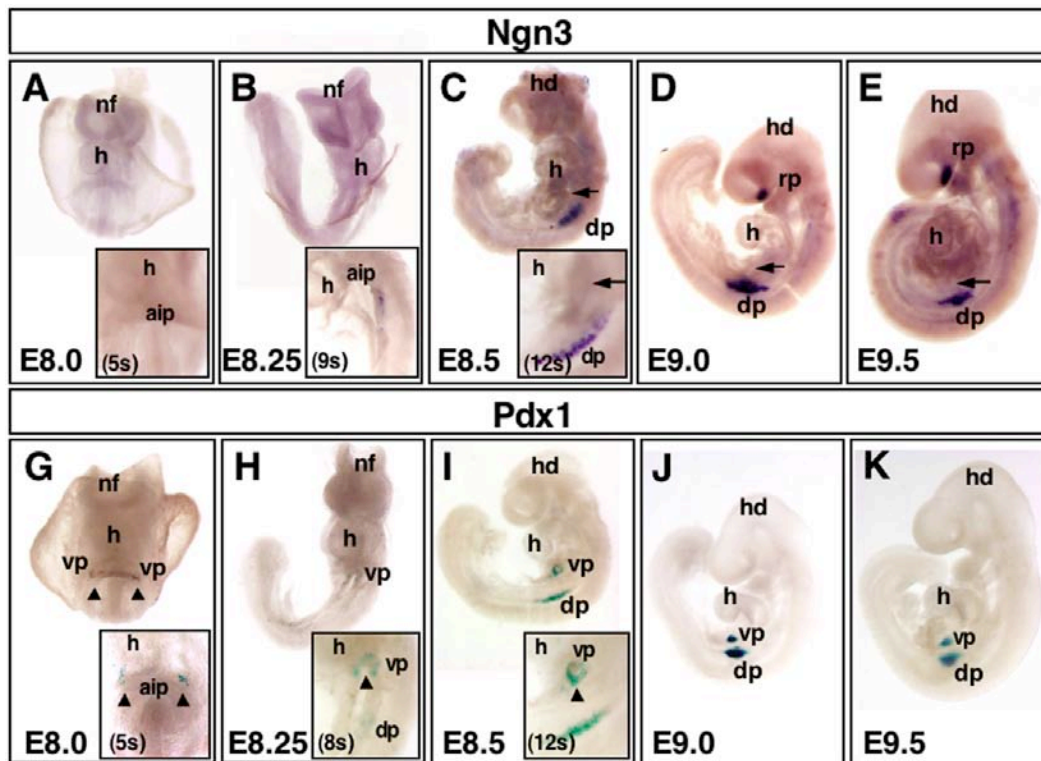 Ngn3
A
nf
h
h
aip
E8.0
(5s)
B
nf
h
h
aip
E8.25
(9s)
C
hd
h
dp
h
dp
E8.5
(12s)
D
hd
rp
h
dp
E9.0
E
hd
rp
h
dp
E9.5
Pdx1
G
nf
h
vp
vp
h
aip
E8.0
(5s)
H
nf
h
vp
h
vp
dp
E8.25
(8s)
I
hd
h
vp
dp
h
vp
E8.5
(12s)
J
hd
h
vp
dp
E9.0
K
hd
h
vp
dp
E9.5